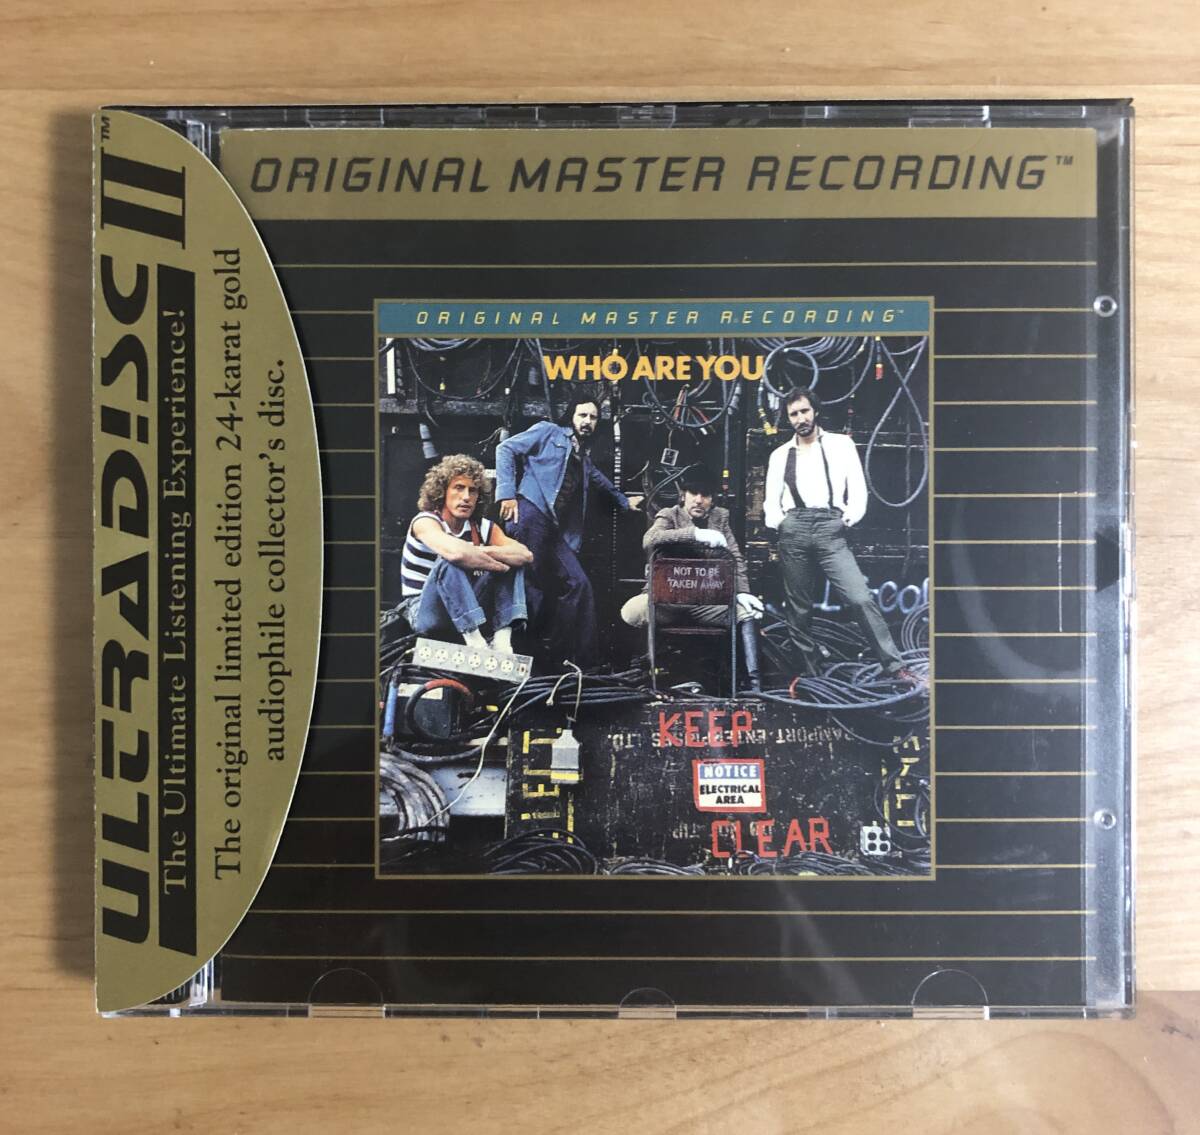 ULTRADISC II™
The Ultimate Listening Experience!
The original limited edition 24-karat gold
audiophile collector's disc.
ORIGINAL MASTER RECORDING™
ORIGINAL MASTER RECORDING™
WHO ARE YOU
NOT TO BE
TAKEN AWAY
KEEP
NOTICE
ELECTRICAL
AREA
CLEAR
LEFT